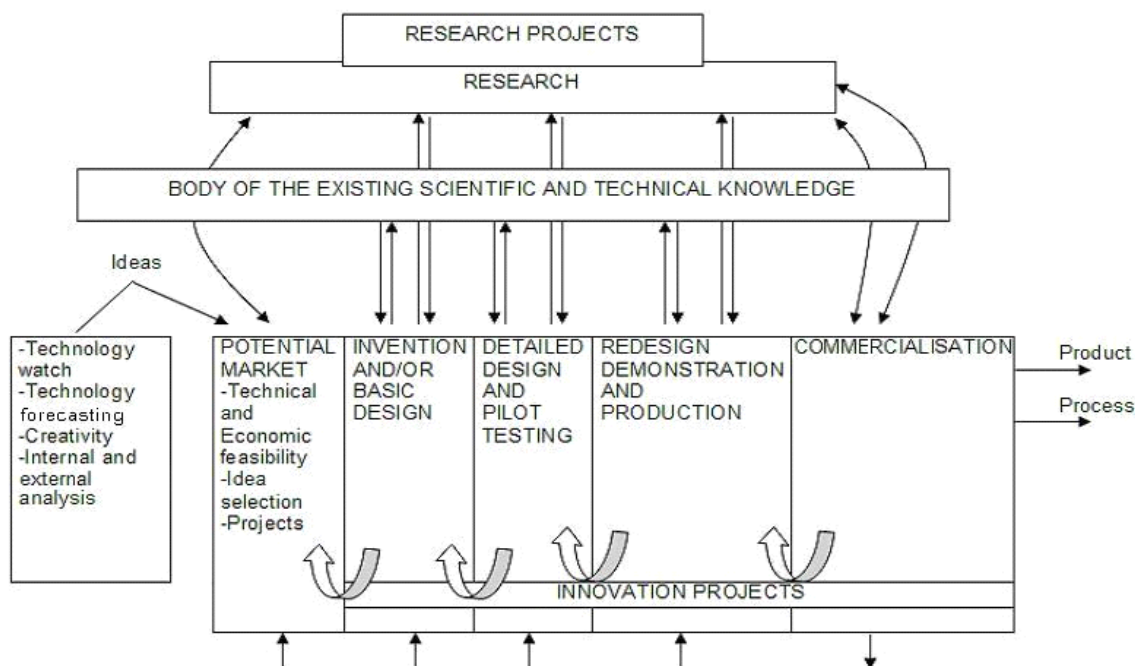 RESEARCH PROJECTS
RESEARCH
BODY OF THE EXISTING SCIENTIFIC AND TECHNICAL KNOWLEDGE
Ideas
-Technology
watch
-Technology
forecasting
-Creativity
-Internal and
external
analysis
POTENTIAL
MARKET
-Technical
and
Economic
feasibility
-Idea
selection
-Projects
INVENTION
AND/OR
BASIC
DESIGN
DETAILED
DESIGN
AND
PILOT
TESTING
REDESIGN
DEMONSTRATION
AND
PRODUCTION
COMMERCIALISATION
Product
Process
INNOVATION PROJECTS